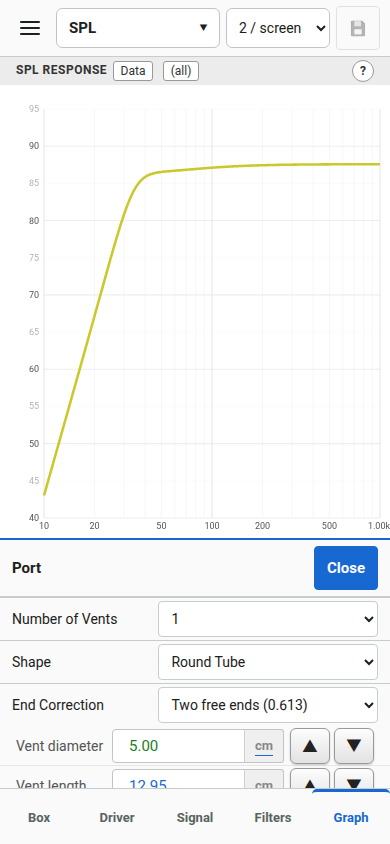 SPL
2 / screen
SPL RESPONSE Data (all) ?
95
90
85
80
75
70
65
60
55
50
45
40
10 20 50 100 200 500 1.00k
Port Close
Number of Vents 1
Shape Round Tube
End Correction Two free ends (0.613)
Vent diameter 5.00 cm
Vent length 12.95 cm
Box Driver Signal Filters Graph